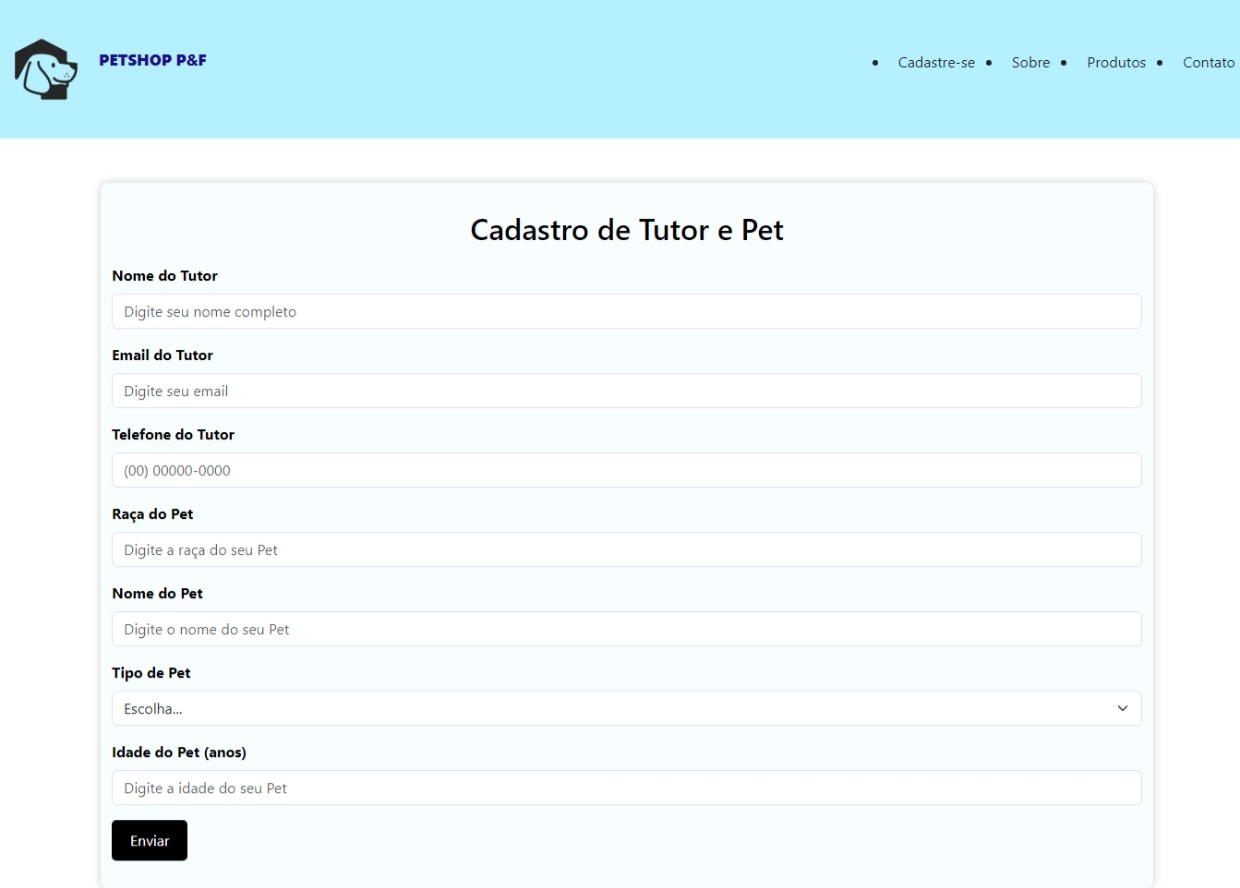 PETSHOP P&F
• Cadastre-se • Sobre • Produtos • Contato
Cadastro de Tutor e Pet
Nome do Tutor
Digite seu nome completo
Email do Tutor
Digite seu email
Telefone do Tutor
(00) 00000-0000
Raça do Pet
Digite a raça do seu Pet
Nome do Pet
Digite o nome do seu Pet
Tipo de Pet
Escolha...
Idade do Pet (anos)
Digite a idade do seu Pet
Enviar